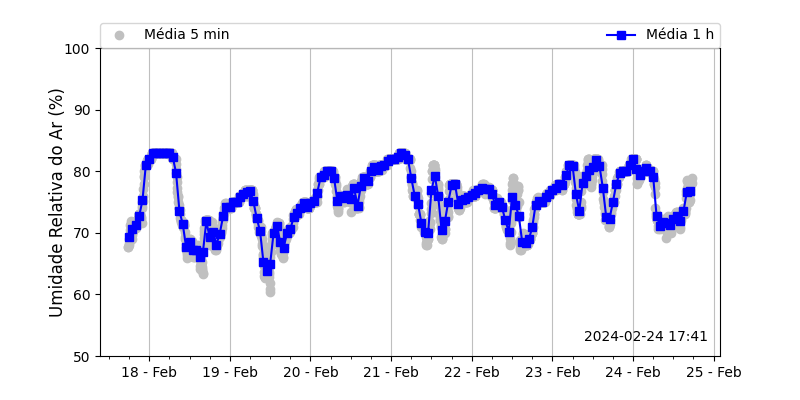 Média 5 min
Média 1 h
100
90
80
70
60
50
Umidade Relativa do Ar (%)
2024-02-24 17:41
18 - Feb
19 - Feb
20 - Feb
21 - Feb
22 - Feb
23 - Feb
24 - Feb
25 - Feb